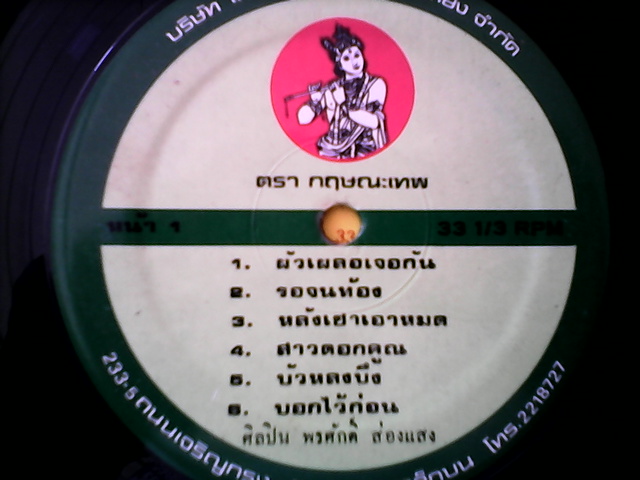 บริษัท
เสียง จำกัด
ตรา กฤษณะเทพ
หน้า 1
33 1/3 RPM
33
1. ผัวเผลอเจอกัน
2. รอจนท้อง
3. หลังเฮาเอาหมด
4. สาวดอกคูณ
5. บัวหลงบึ้ง
6. บอกไว้ก่อน
ศิลปิน พรศักดิ์ ส่องแสง
233-5 ถนนเจริญกรุง
โทร.2218727